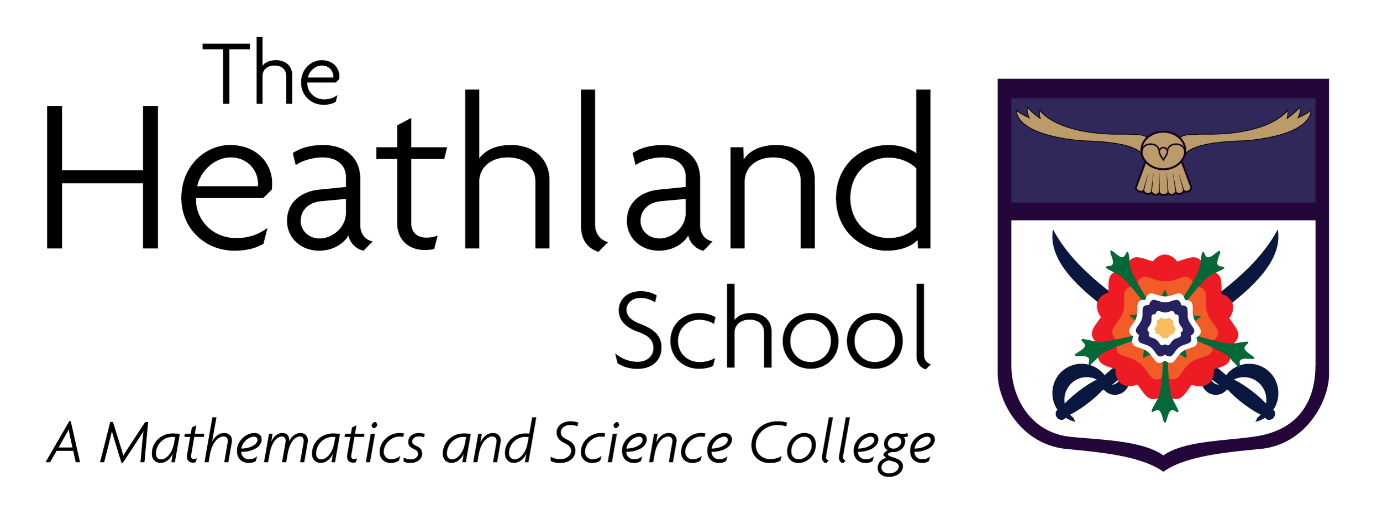 The
Heathland
School
A Mathematics and Science College